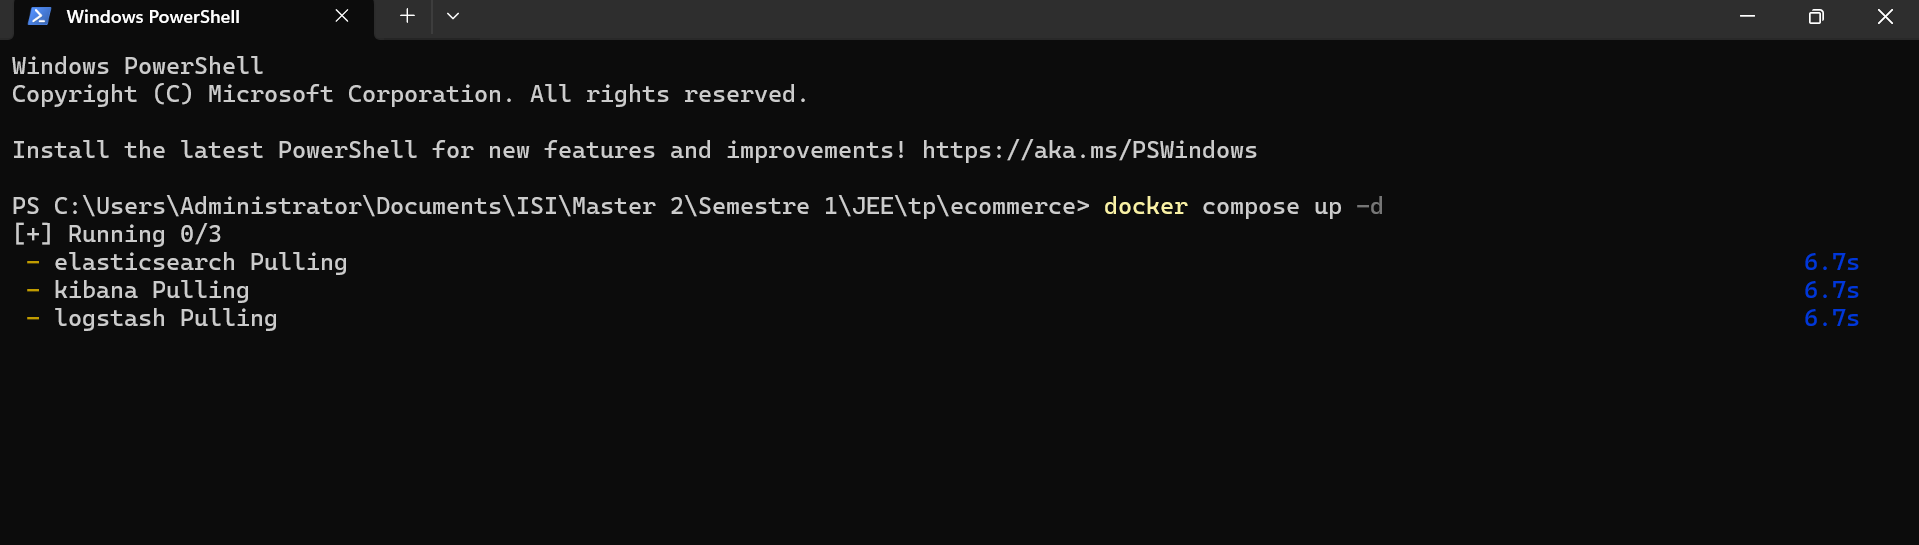 Windows PowerShell
Windows PowerShell
Copyright (C) Microsoft Corporation. All rights reserved.
Install the latest PowerShell for new features and improvements! https://aka.ms/PSWindows
PS C:\Users\Administrator\Documents\ISI\Master 2\Semestre 1\JEE\tp\ecommerce> docker compose up -d
[+] Running 0/3
- elasticsearch Pulling 6.7s
- kibana Pulling 6.7s
- logstash Pulling 6.7s